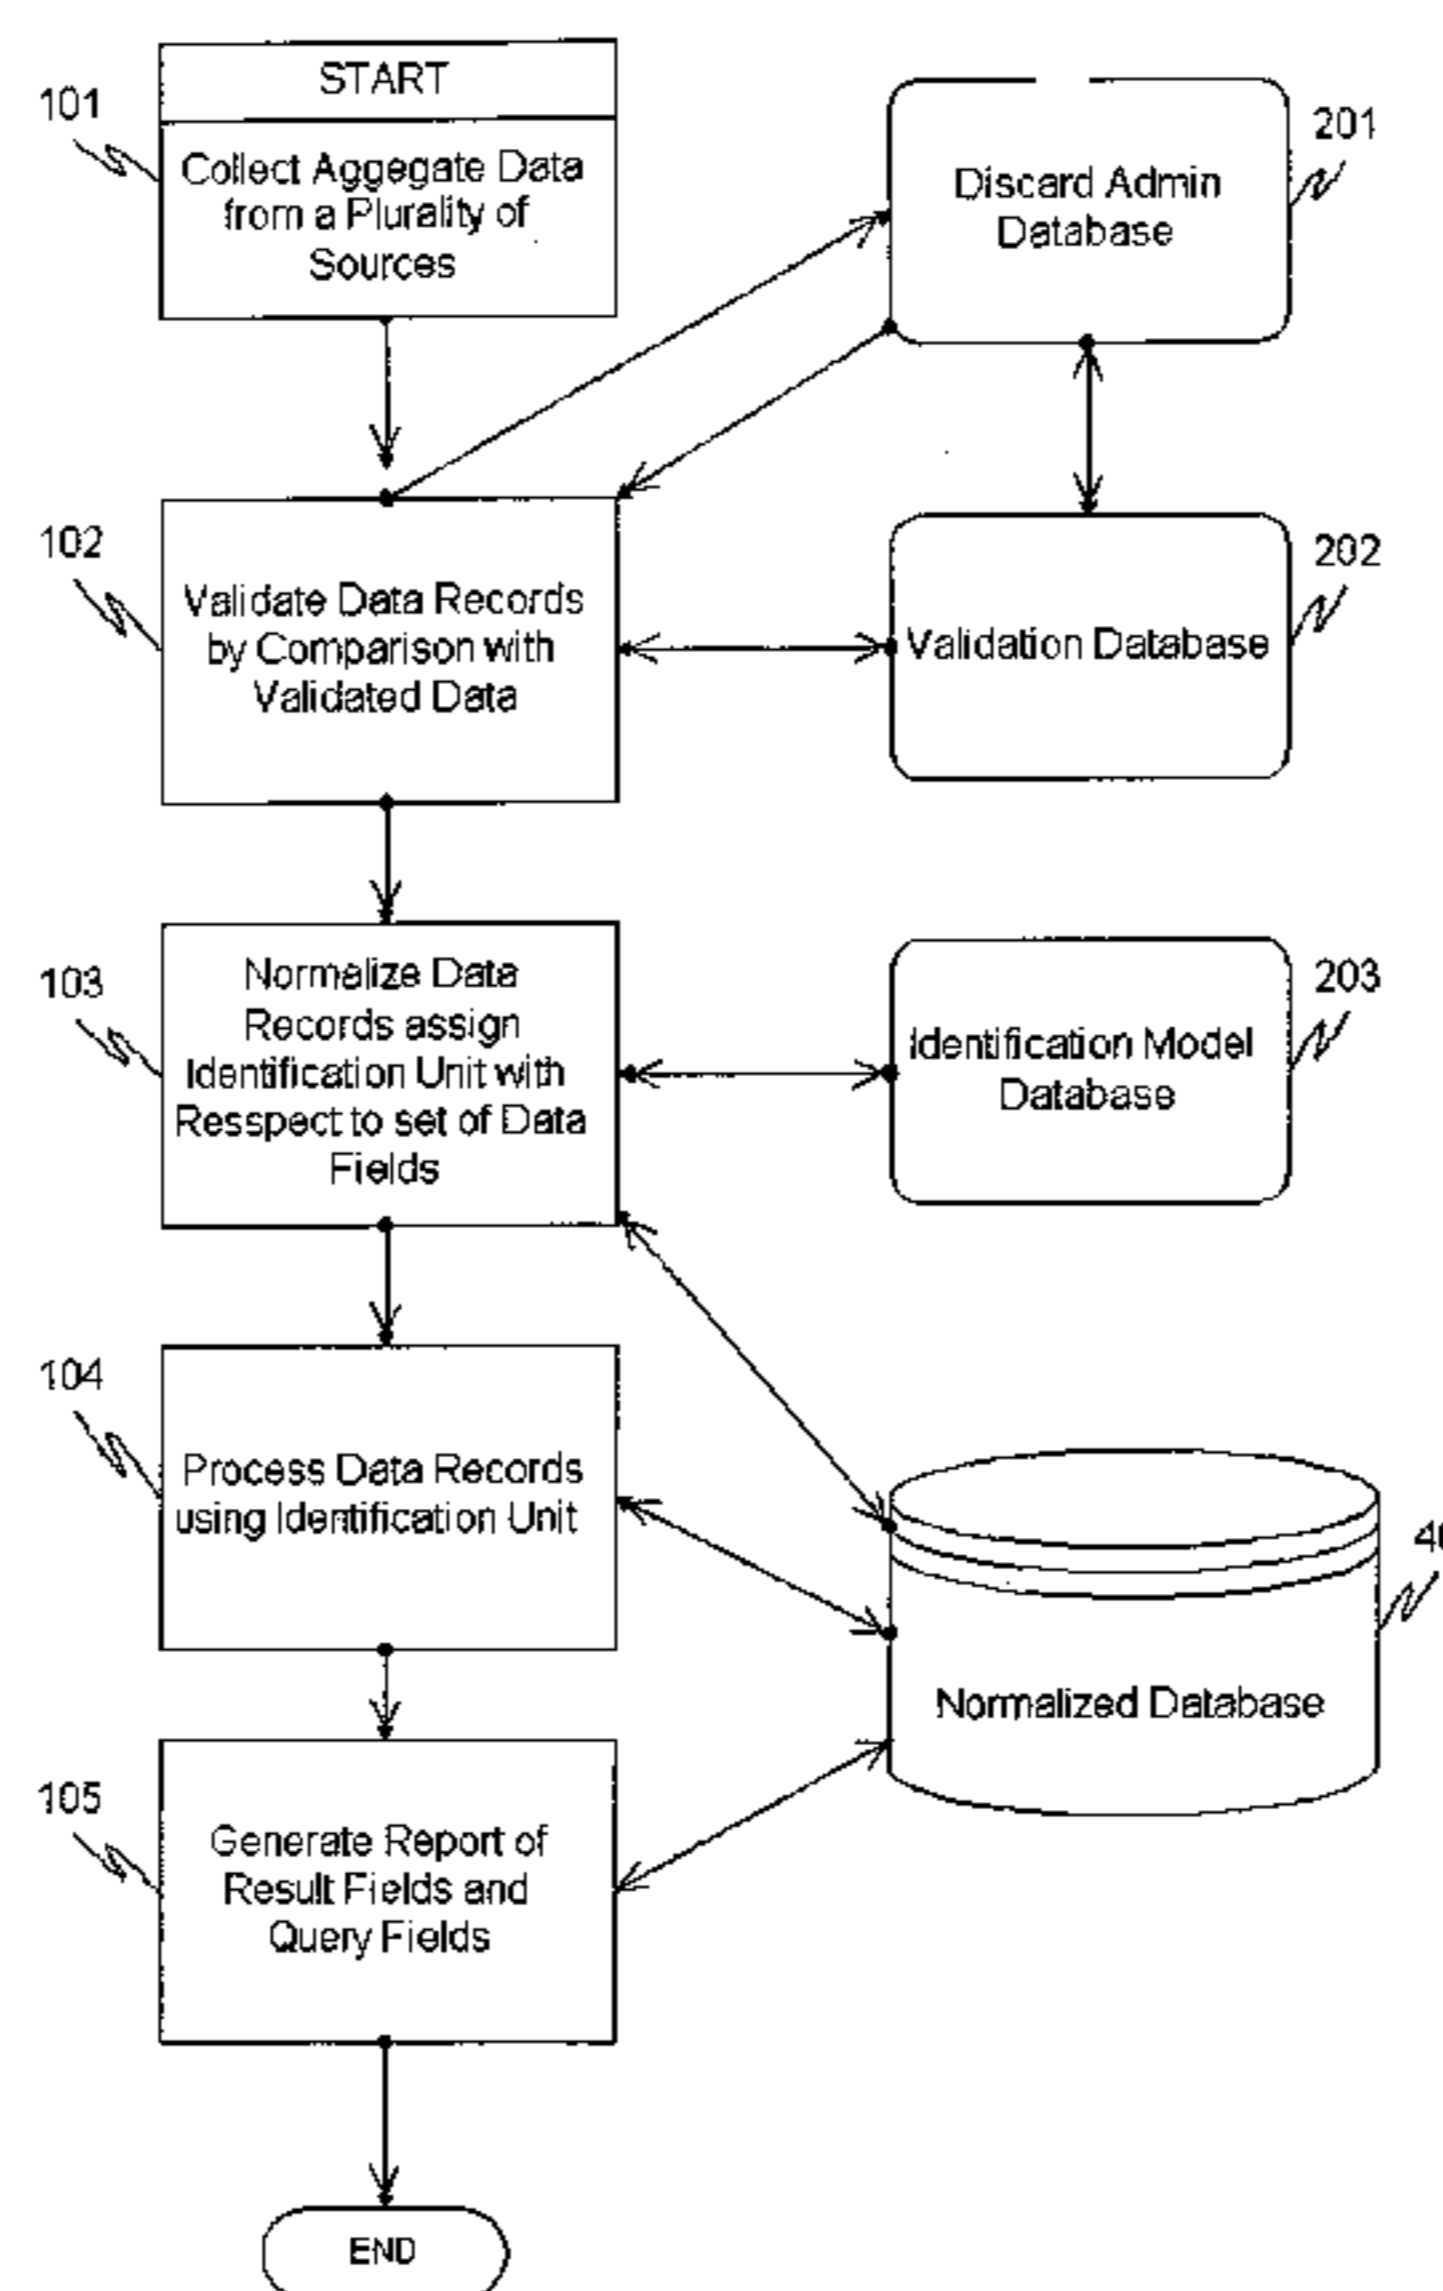 START
101
Collect Aggegate Data
from a Plurality of
Sources
201
Discard Admin
Database
102
Validate Data Records
by Comparison with
Validated Data
202
Validation Database
103
Normalize Data
Records assign
Identification Unit with
Resspect to set of Data
Fields
203
Identification Model
Database
104
Process Data Records
using Identification Unit
Normalized Database
105
Generate Report of
Result Fields and
Query Fields
END